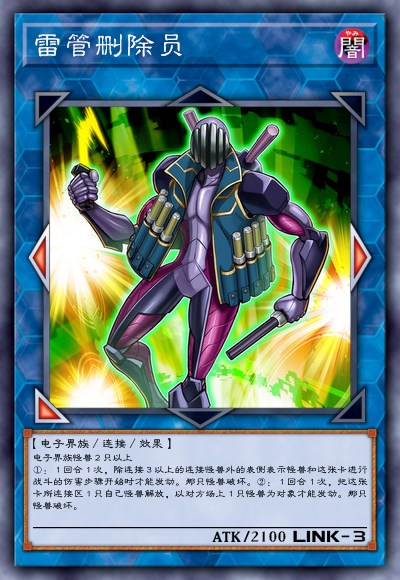 雷管删除员
闇
やみ
【电子界族／连接／效果】
电子界族怪兽2只以上
①：1回合1次，除连接3以上的连接怪兽外的表侧表示怪兽和这张卡进行
战斗的伤害步骤开始时才能发动。那只怪兽破坏。②：1回合1次，把这张
卡所连接区1只自己怪兽解放，以对方场上1只怪兽为对象才能发动。那只
怪兽破坏。
ATK/2100 LINK-3